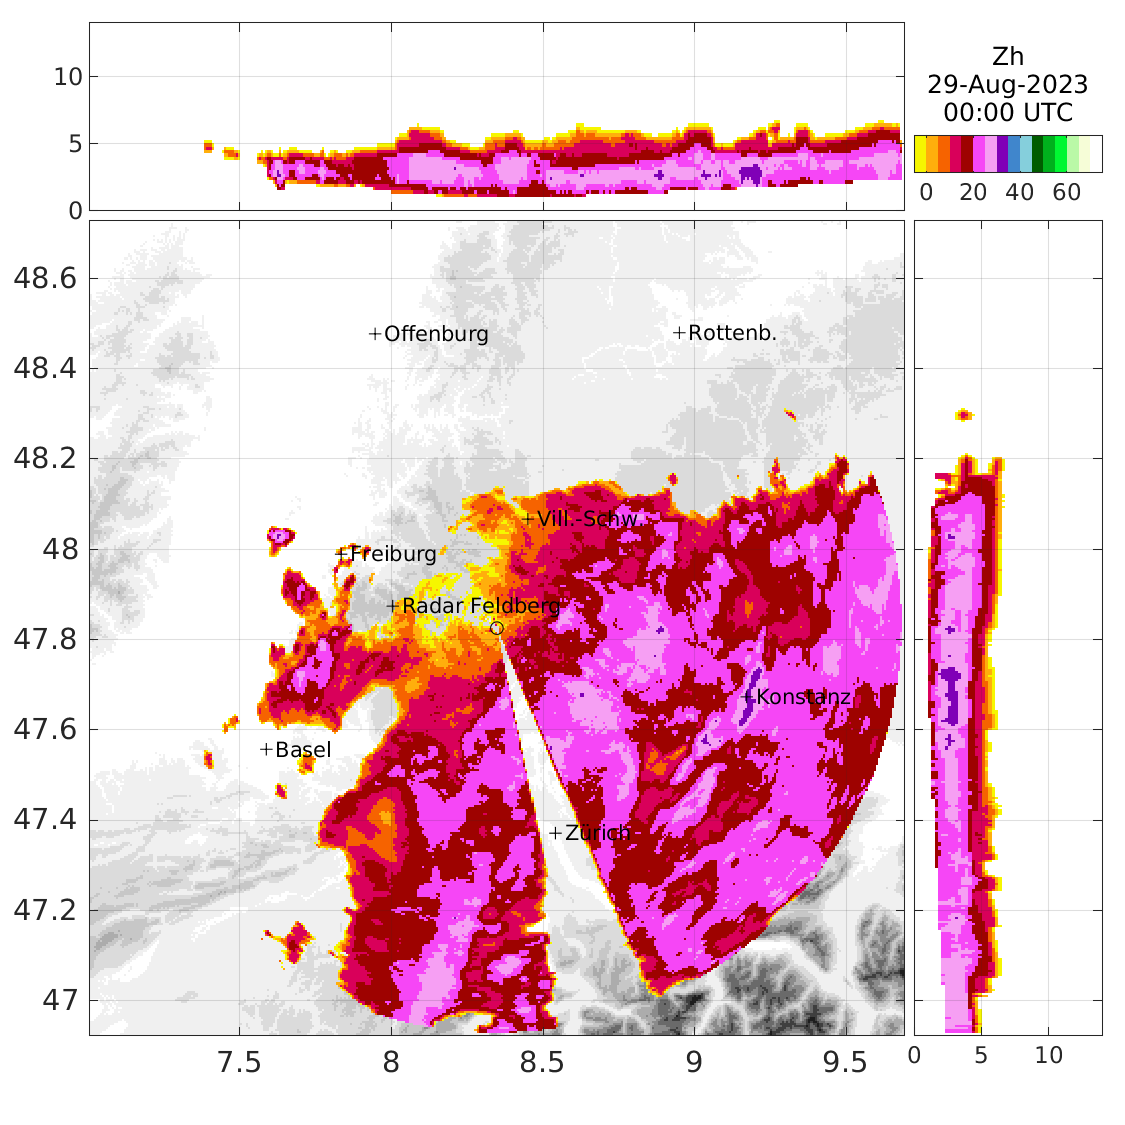 Zh
29-Aug-2023
00:00 UTC
0 20 40 60
10
5
0
48.6
48.4
48.2
48
47.8
47.6
47.4
47.2
47
+Offenburg
+Rottenb.
+Vill.-Schw.
+Freiburg
+Radar Feldberg
+Konstanz
+Basel
+Zürich
7.5 8 8.5 9 9.5
0 5 10